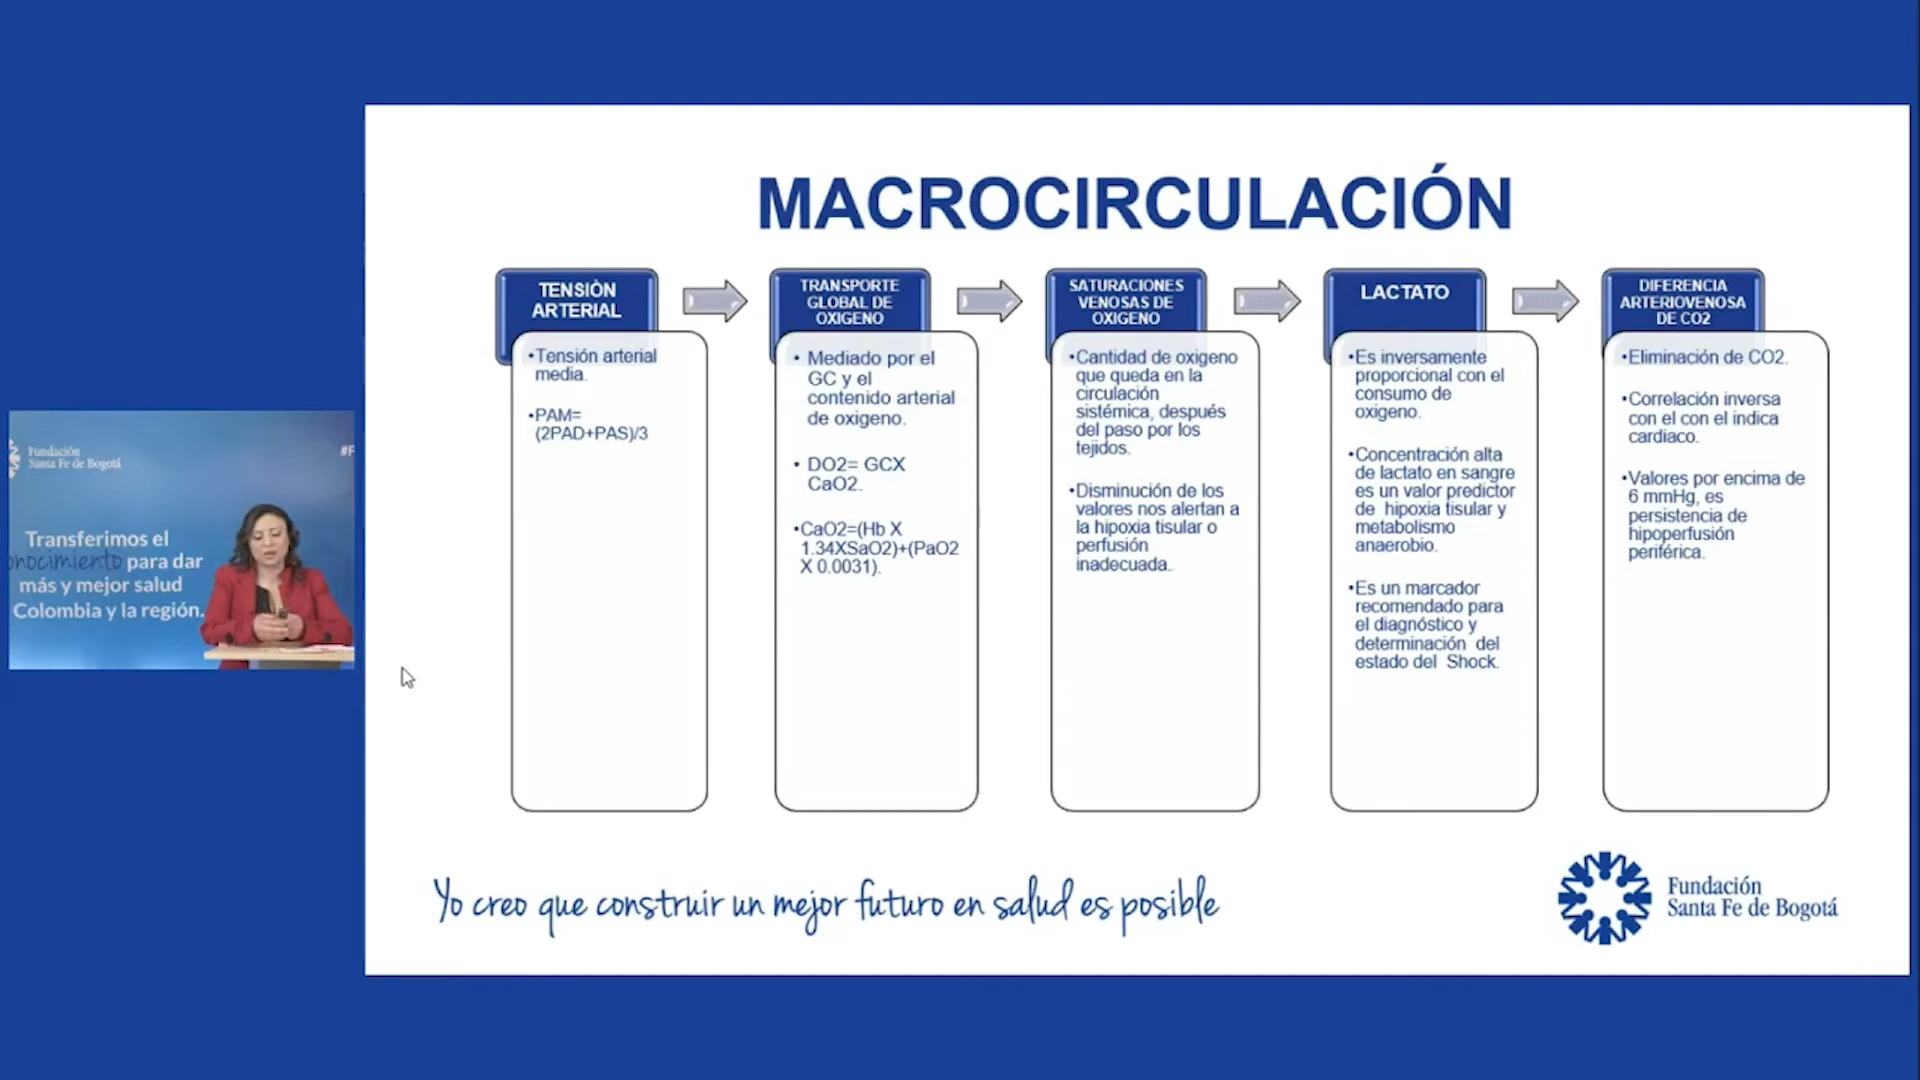 MACROCIRCULACIÓN
TENSIÒN
ARTERIAL
•Tensión arterial
media.
•PAM=
(2PAD+PAS)/3
TRANSPORTE
GLOBAL DE
OXIGENO
• Mediado por el
GC y el
contenido arterial
de oxigeno.
• DO2= GCX
CaO2.
•CaO2=(Hb X
1.34XSaO2)+(PaO2
X 0.0031).
SATURACIONES
VENOSAS DE
OXIGENO
•Cantidad de oxigeno
que queda en la
circulación
sistémica, después
del paso por los
tejidos.
•Disminución de los
valores nos alertan a
la hipoxia tisular o
perfusión
inadecuada.
LACTATO
•Es inversamente
proporcional con el
consumo de
oxigeno.
•Concentración alta
de lactato en sangre
es un valor predictor
de hipoxia tisular y
metabolismo
anaerobio.
•Es un marcador
recomendado para
el diagnóstico y
determinación del
estado del Shock.
DIFERENCIA
ARTERIOVENOSA
DE CO2
•Eliminación de CO2.
•Correlación inversa
con el con el indica
cardiaco.
•Valores por encima de
6 mmHg, es
persistencia de
hipoperfusión
periférica.
Fundación
Santa Fe de Bogotá
#F
Transferimos el
onocimiento para dar
más y mejor salud
Colombia y la región.
Yo creo que construir un mejor futuro en salud es posible
Fundación
Santa Fe de Bogotá